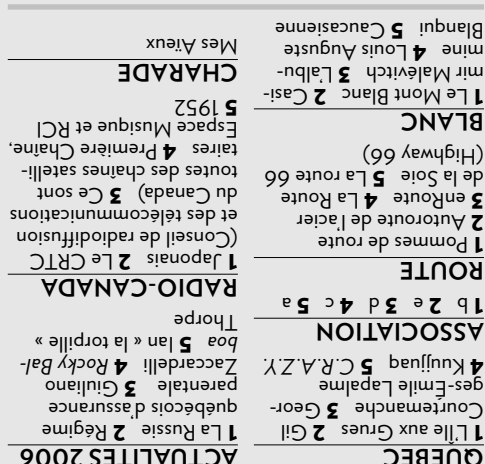 QUÉBEC
1 L'Île aux Grues 2 Gil
Courtemanche 3 Geor-
ges-Émile Lapalme
4 Kuujjuaq 5 C.R.A.Z.Y.
ASSOCIATION
1 b 2 e 3 d 4 c 5 a
ROUTE
1 Pommes de route
2 Autoroute de l'acier
3 enRoute 4 La Route
de la Soie 5 La route 66
(Highway 66)
BLANC
1 Le Mont Blanc 2 Casi-
mir Malévitch 3 L'albu-
mine 4 Louis Auguste
Blanqui 5 Caucasienne
ACTUALITÉS 2006
1 La Russie 2 Régime
québécois d'assurance
parentale 3 Giuliano
Zaccardelli 4 Rocky Bal-
boa 5 Ian « la torpille »
Thorpe
RADIO-CANADA
1 Japonais 2 Le CRTC
(Conseil de radiodiffusion
et des télécommunications
du Canada) 3 Ce sont
toutes des chaînes satelli-
taires 4 Première Chaîne,
Espace Musique et RCI
5 1952
CHARADE
Mes Aïeux